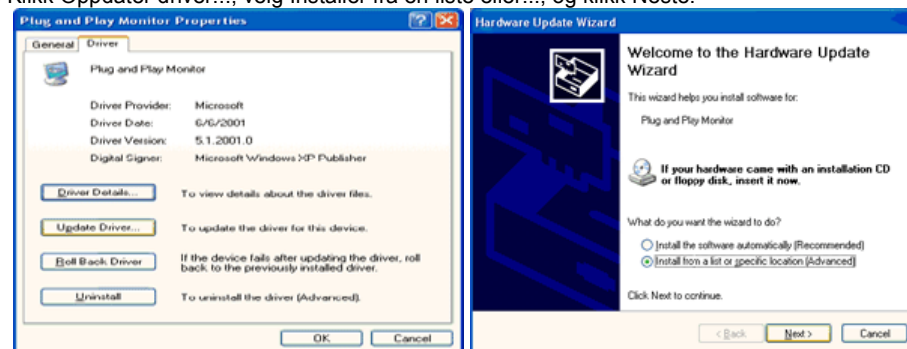 Klikk Oppdater driver..., velg Installer fra en liste eller..., og klikk Neste.
Plug and Play Monitor Properties
General
Driver
Plug and Play Monitor
Driver Provider: Microsoft
Driver Date: 6/6/2001
Driver Version: 5.1.2001.0
Digital Signer: Microsoft Windows XP Publisher
Driver Details...
To view details about the driver files.
Update Driver...
To update the driver for this device.
Roll Back Driver
If the device fails after updating the driver, roll
back to the previously installed driver.
Uninstall
To uninstall the driver (Advanced).
OK
Cancel
Hardware Update Wizard
Welcome to the Hardware Update
Wizard
This wizard helps you install software for:
Plug and Play Monitor
If your hardware came with an installation CD
or floppy disk, insert it now.
What do you want the wizard to do?
Install the software automatically (Recommended)
Install from a list or specific location (Advanced)
Click Next to continue.
< Back
Next >
Cancel